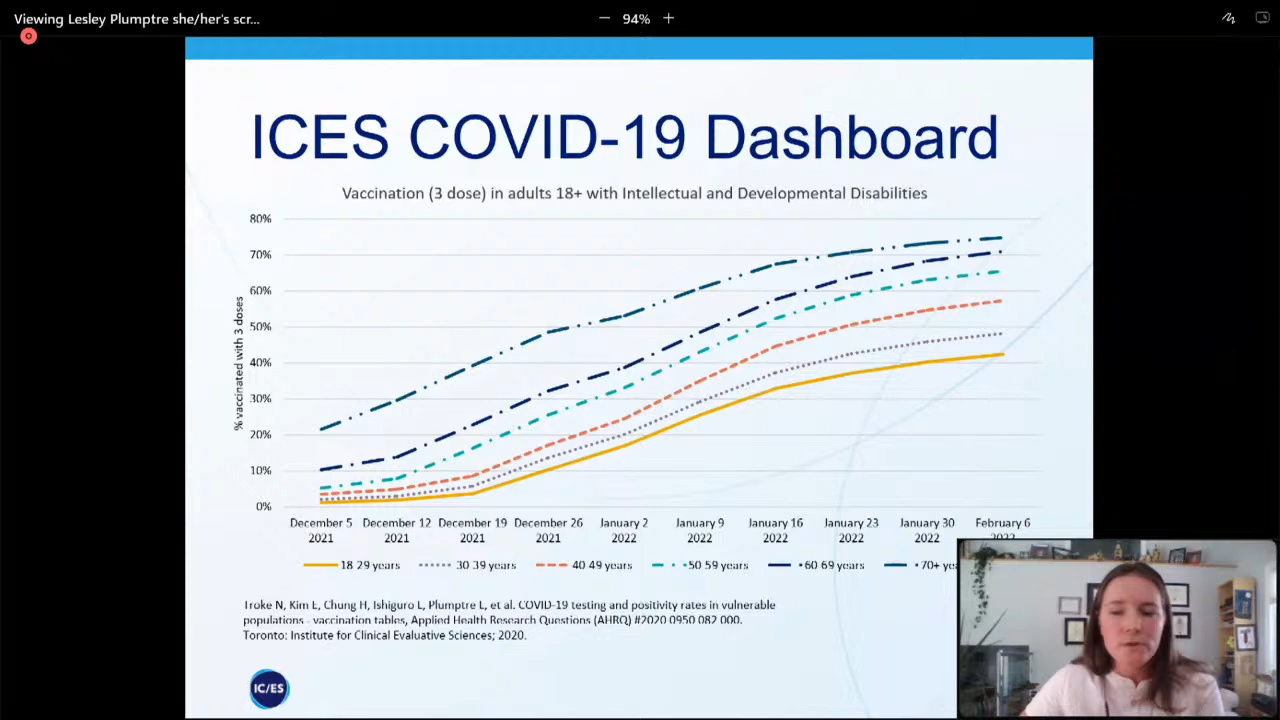 Viewing Lesley Plumptre she/her's scr...
94%
ICES COVID-19 Dashboard
Vaccination (3 dose) in adults 18+ with Intellectual and Developmental Disabilities
% vaccinated with 3 doses
80%
70%
60%
50%
40%
30%
20%
10%
0%
December 5 December 12 December 19 December 26 January 2 January 9 January 16 January 23 January 30 February 6
2021 2021 2021 2021 2022 2022 2022 2022 2022 2022
18 29 years 30 39 years 40 49 years 50 59 years 60 69 years 70+
Troke N, Kim E, Chung H, Ishiguro L, Plumptre L, et al. COVID-19 testing and positivity rates in vulnerable
populations - vaccination tables, Applied Health Research Questions (AHRQ) #2020 0950 082 000.
Toronto: Institute for Clinical Evaluative Sciences; 2020.
IC/ES